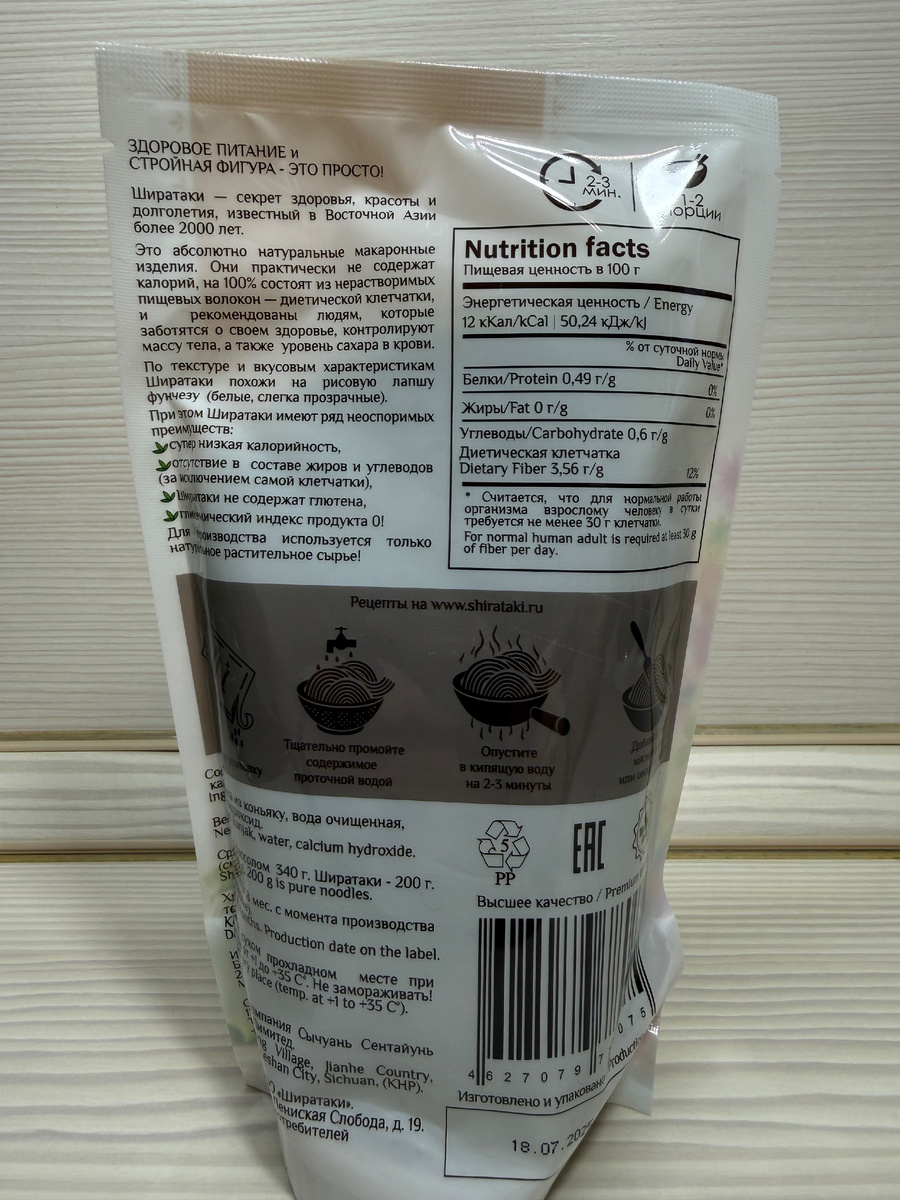 ЗДОРОВОЕ ПИТАНИЕ и
СТРОЙНАЯ ФИГУРА - ЭТО ПРОСТО!
Ширатаки — секрет здоровья, красоты и
долголетия, известный в Восточной Азии
более 2000 лет.
Это абсолютно натуральные макаронные
изделия. Они практически не содержат
калорий, на 100% состоят из нерастворимых
пищевых волокон — диетической клетчатки,
и рекомендованы людям, которые
заботятся о своем здоровье, контролируют
массу тела, а также уровень сахара в крови.
По текстуре и вкусовым характеристикам
Ширатаки похожи на рисовую лапшу
фунчезу (белые, слегка прозрачные).
При этом Ширатаки имеют ряд неоспоримых
преимуществ:
супер низкая калорийность,
отсутствие в составе жиров и углеводов
(за исключением самой клетчатки),
Ширатаки не содержат глютена,
гликемический индекс продукта 0!
Для производства используется только
натуральное растительное сырье!
2-3
мин.
1-2
порции
Nutrition facts
Пищевая ценность в 100 г
Энергетическая ценность / Energy
12 кКал/kCal | 50,24 кДж/kJ
% от суточной нормы
Daily Value*
Белки/Protein 0,49 г/g 0%
Жиры/Fat 0 г/g 0%
Углеводы/Carbohydrate 0,6 г/g
Диетическая клетчатка
Dietary Fiber 3,56 г/g 12%
* Считается, что для нормальной работы
организма взрослому человеку в сутки
требуется не менее 30 г клетчатки.
For normal human adult is required at least 30 g
of fiber per day.
Рецепты на www.shirataki.ru
Тщательно промойте
содержимое
проточной водой
Опустите
в кипящую воду
на 2-3 минуты
из коньяку, вода очищенная,
water, calcium hydroxide.
340 г. Ширатаки - 200 г.
200 g is pure noodles.
мес. с момента производства
Production date on the label.
прохладном месте при
+1 до +35 C°. Не замораживать!
place (temp. at +1 to +35 C°).
Сычуань Сентайунь
Village, Jianhe Country,
City, Sichuan, (КНР).
«Ширатаки».
Слобода, д. 19.
5
PP
EAC
Высшее качество / Premium
4 627079 7 075
Изготовлено и упаковано
18.07.